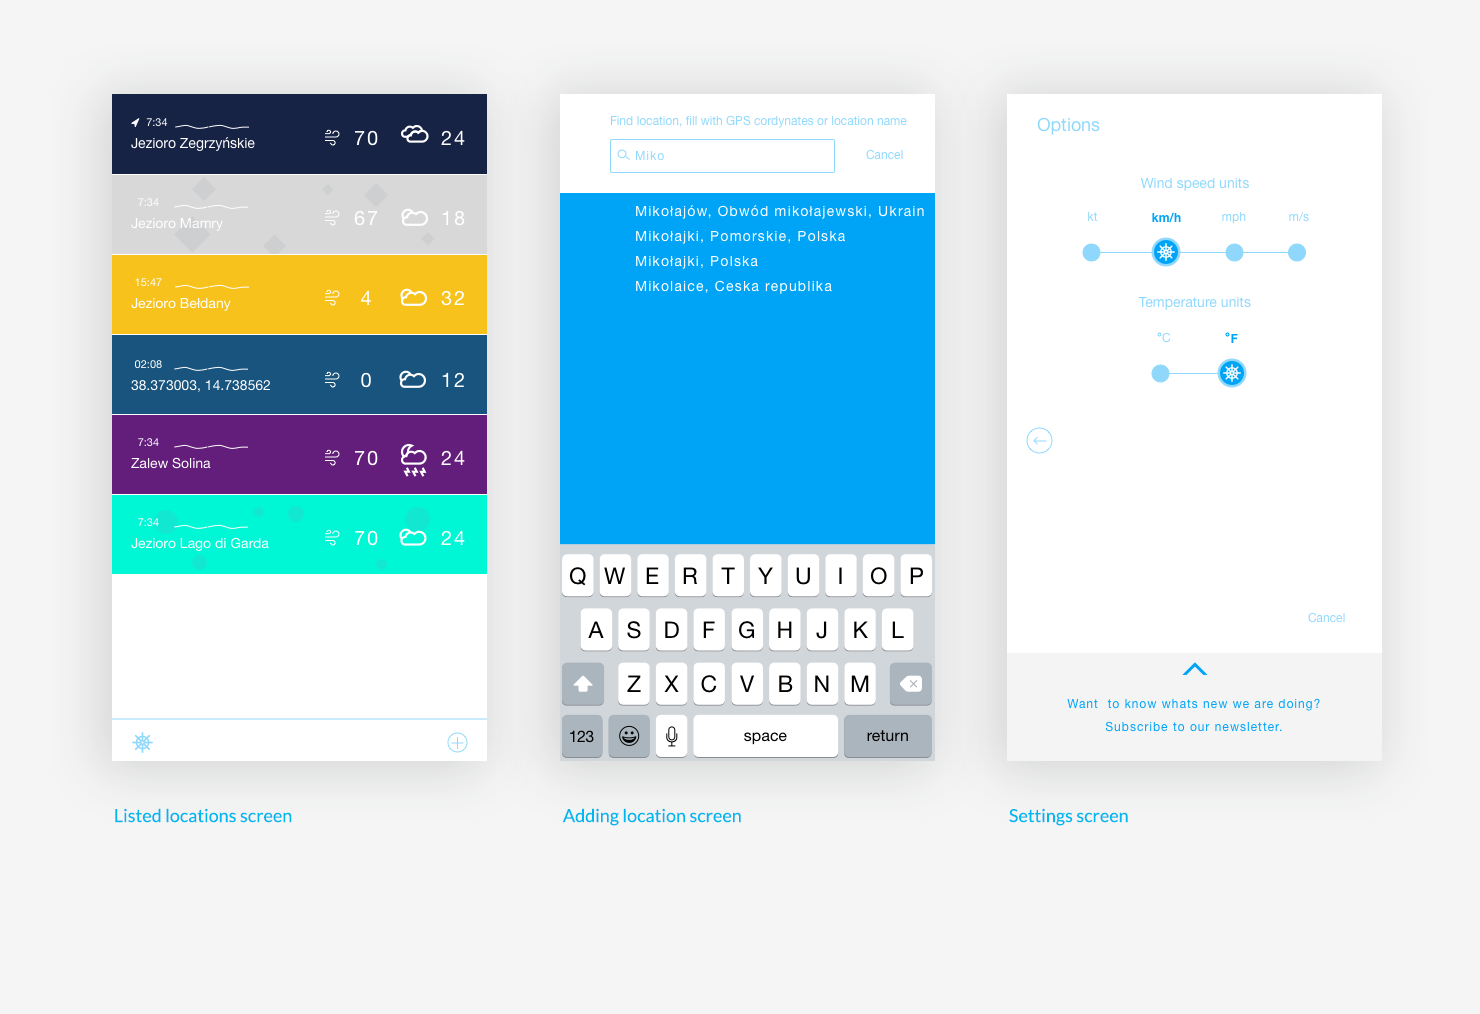 7:34
Jezioro Zegrzyńskie
70
24
7:34
Jezioro Mamry
67
18
15:47
Jezioro Bełdany
4
32
02:08
38.373003, 14.738562
0
12
7:34
Zalew Solina
70
24
7:34
Jezioro Lago di Garda
70
24
Listed locations screen
Find location, fill with GPS cordynates or location name
Miko
Cancel
Mikołajów, Obwód mikołajewski, Ukrain
Mikołajki, Pomorskie, Polska
Mikołajki, Polska
Mikolaice, Ceska republika
Q W E R T Y U I O P
A S D F G H J K L
Z X C V B N M
123 space return
Adding location screen
Options
Wind speed units
kt km/h mph m/s
Temperature units
°C °F
Cancel
Want to know whats new we are doing?
Subscribe to our newsletter.
Settings screen